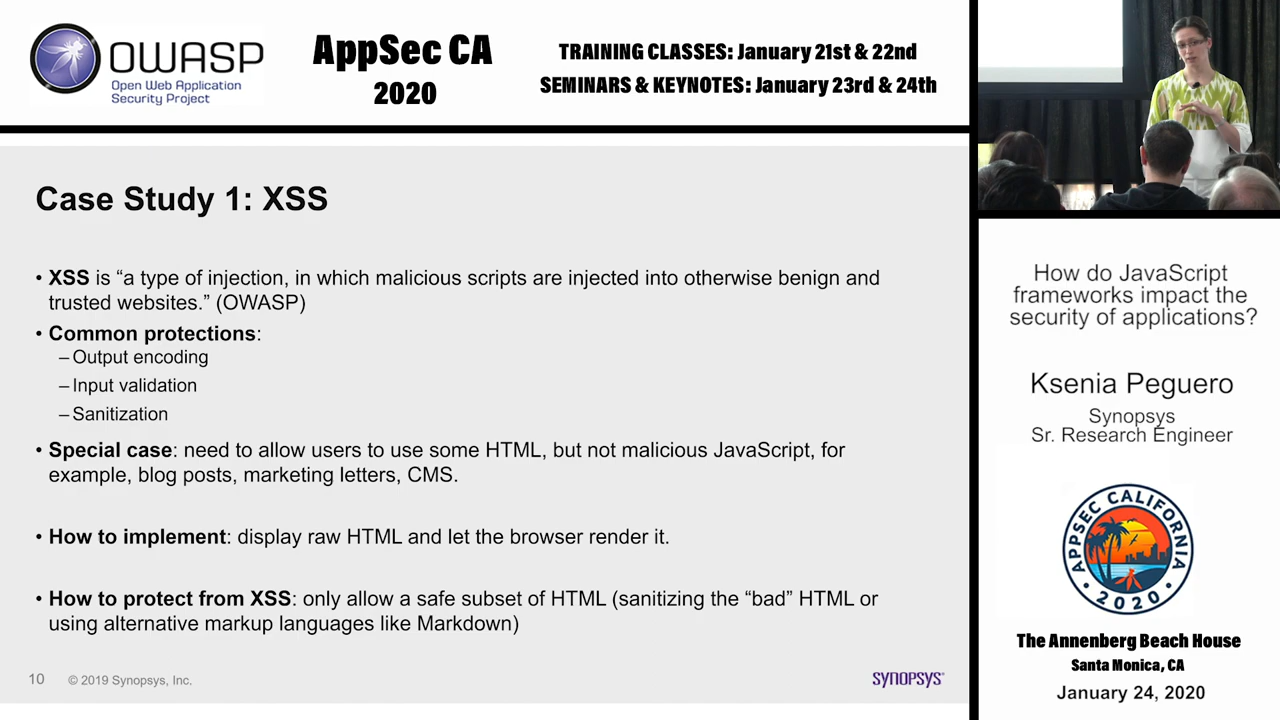 OWASP
Open Web Application
Security Project
AppSec CA
2020
TRAINING CLASSES: January 21st & 22nd
SEMINARS & KEYNOTES: January 23rd & 24th
Case Study 1: XSS
• XSS is “a type of injection, in which malicious scripts are injected into otherwise benign and
trusted websites.” (OWASP)
• Common protections:
– Output encoding
– Input validation
– Sanitization
• Special case: need to allow users to use some HTML, but not malicious JavaScript, for
example, blog posts, marketing letters, CMS.
• How to implement: display raw HTML and let the browser render it.
• How to protect from XSS: only allow a safe subset of HTML (sanitizing the “bad” HTML or
using alternative markup languages like Markdown)
10 © 2019 Synopsys, Inc.
SYNOPSYS®
How do JavaScript
frameworks impact the
security of applications?
Ksenia Peguero
Synopsys
Sr. Research Engineer
APPSEC CALIFORNIA
2020
The Annenberg Beach House
Santa Monica, CA
January 24, 2020